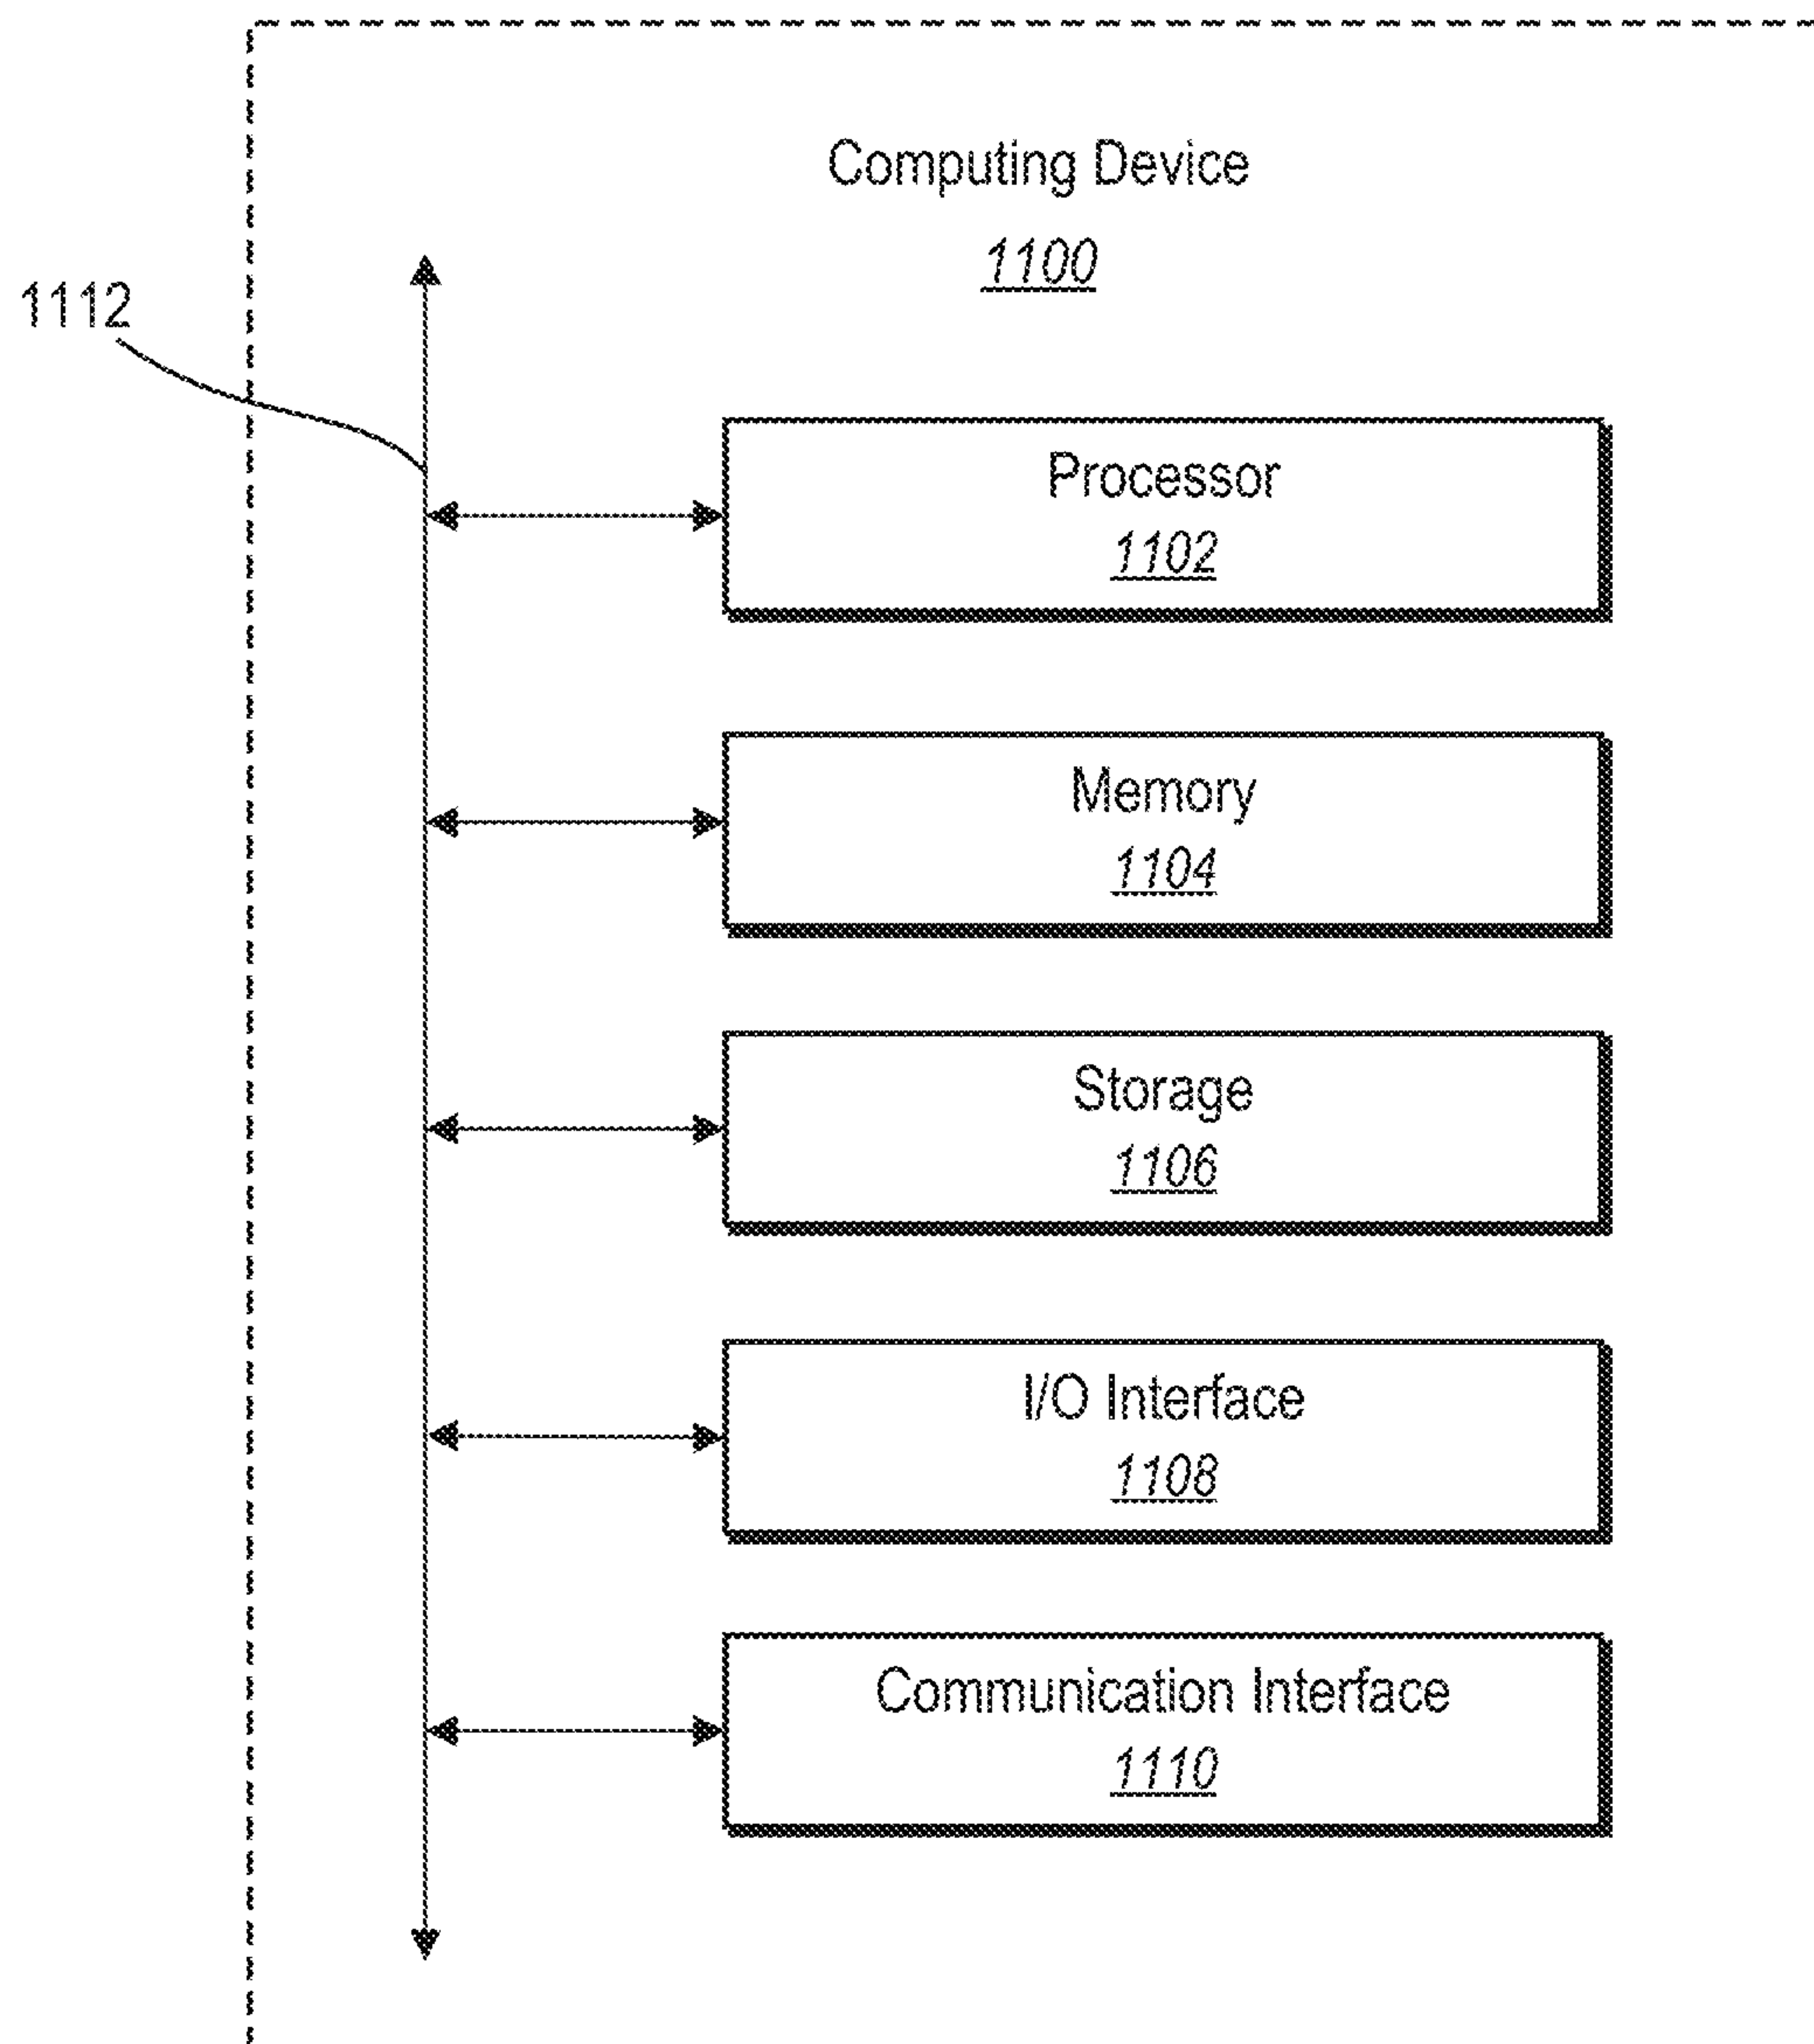 Computing Device
1100
1112
Processor
1102
Memory
1104
Storage
1106
I/O Interface
1108
Communication Interface
1110